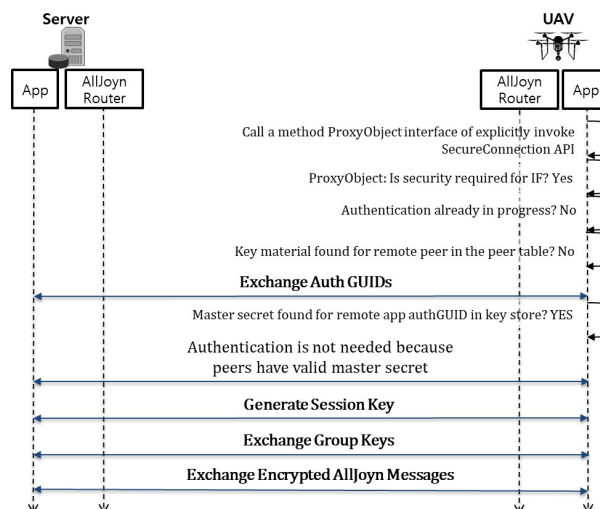 Server
UAV
App
AllJoyn
Router
AllJoyn
Router
App
Call a method ProxyObject interface of explicitly invoke
SecureConnection API
ProxyObject: Is security required for IF? Yes
Authentication already in progress? No
Key material found for remote peer in the peer table? No
Exchange Auth GUIDs
Master secret found for remote app authGUID in key store? YES
Authentication is not needed because
peers have valid master secret
Generate Session Key
Exchange Group Keys
Exchange Encrypted AllJoyn Messages